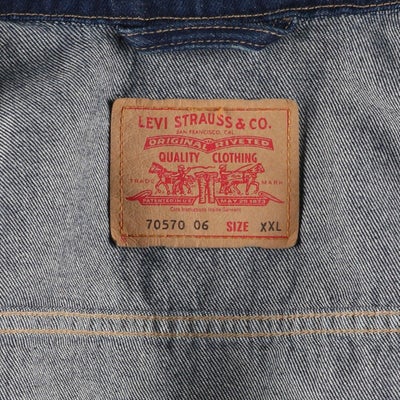 LEVI STRAUSS & CO.
SAN FRANCISCO, CAL.
ORIGINAL RIVETED
QUALITY CLOTHING
TRADE MARK
PATENTED IN U.S. MAY 20 1873
Care Instructions Inside Garment
70570 06 SIZE XXL